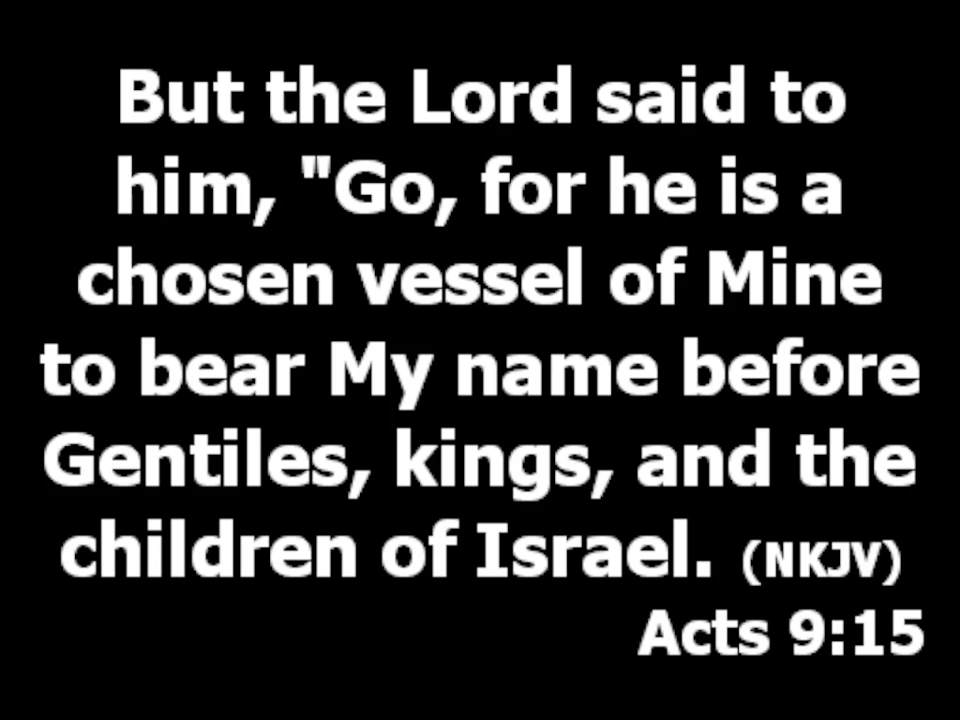 But the Lord said to
him, "Go, for he is a
chosen vessel of Mine
to bear My name before
Gentiles, kings, and the
children of Israel. (NKJV)
Acts 9:15